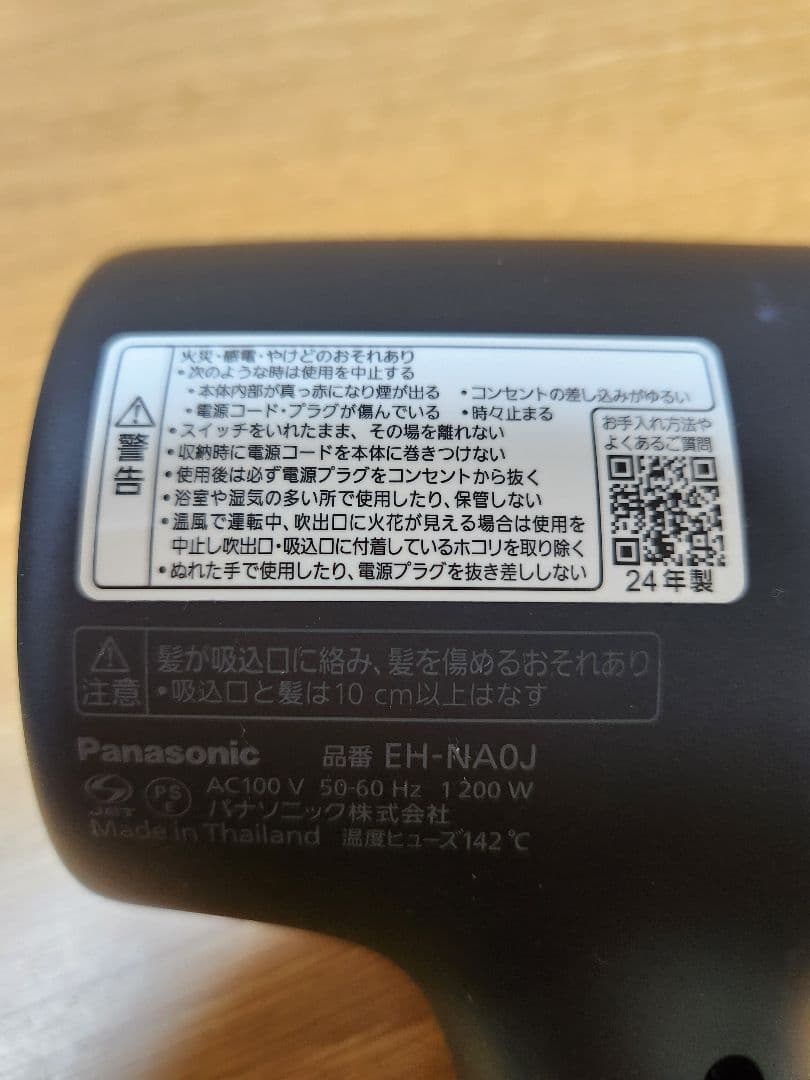 警告
火災・感電・やけどのおそれあり
・次のような時は使用を中止する
・本体内部が真っ赤になり煙が出る ・コンセントの差し込みがゆるい
・電源コード・プラグが傷んでいる ・時々止まる
・スイッチをいれたまま、その場を離れない
・収納時に電源コードを本体に巻きつけない
・使用後は必ず電源プラグをコンセントから抜く
・浴室や湿気の多い所で使用したり、保管しない
・温風で運転中、吹出口に火花が見える場合は使用を
中止し吹出口・吸込口に付着しているホコリを取り除く
・ぬれた手で使用したり、電源プラグを抜き差ししない
お手入れ方法や
よくあるご質問
24年製
注意
髪が吸込口に絡み、髪を傷めるおそれあり
・吸込口と髪は10 cm以上はなす
Panasonic 品番 EH-NA0J
JET PS E AC100 V 50-60 Hz 1 200 W
パナソニック株式会社
Made in Thailand 温度ヒューズ142℃